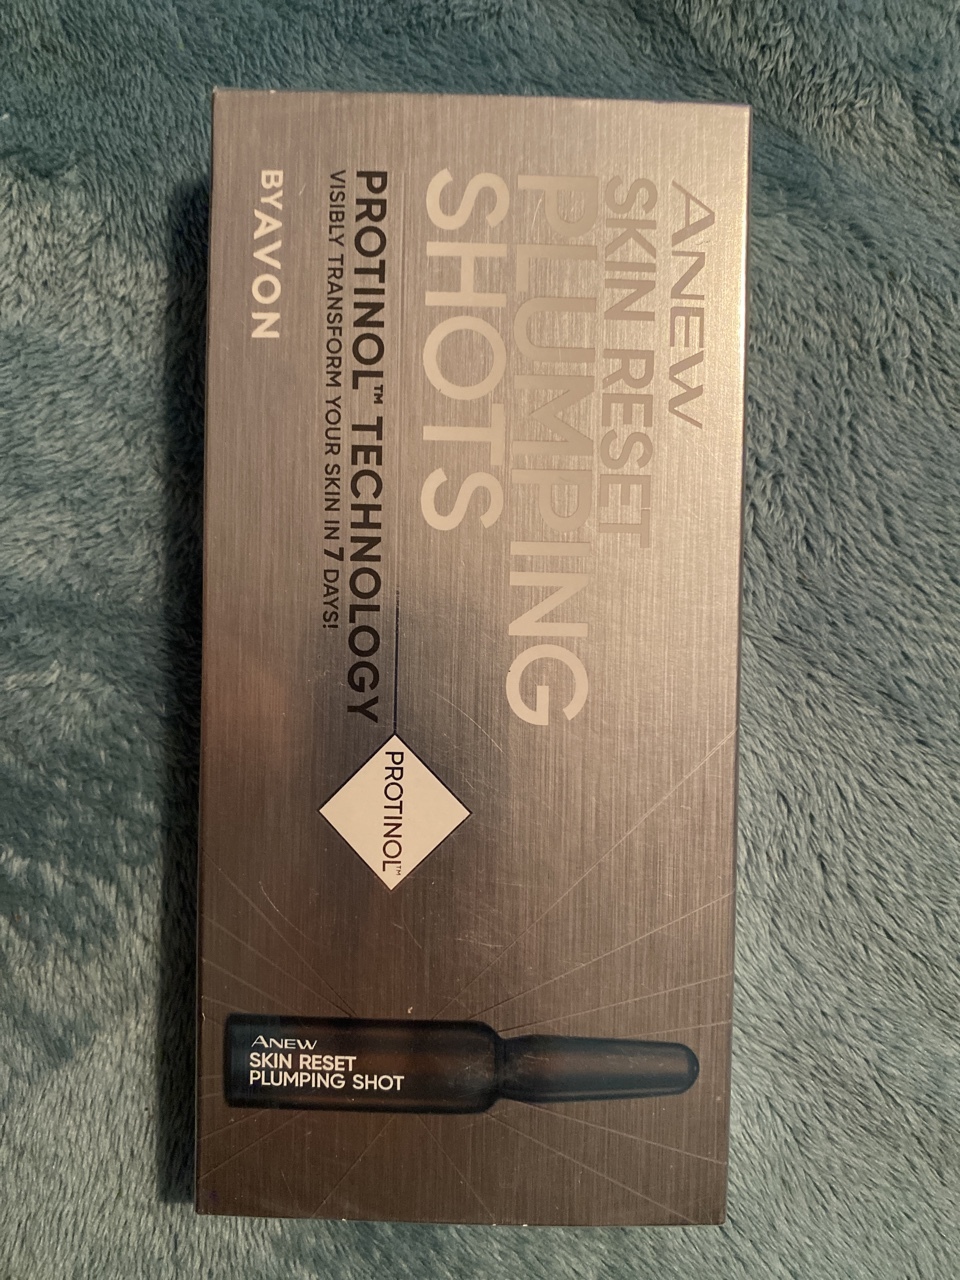 ANEW
SKIN RESET
PLUMPING
SHOTS
PROTINOL™ TECHNOLOGY
VISIBLY TRANSFORM YOUR SKIN IN 7 DAYS!
BY AVON
PROTINOL™
ANEW
SKIN RESET
PLUMPING SHOT